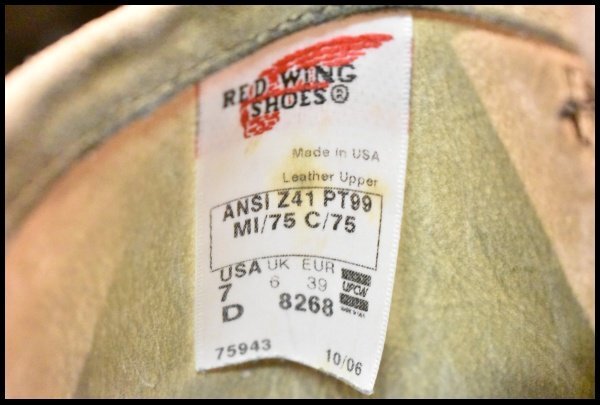 RED WING
SHOES®
Made in USA
Leather Upper
ANSI Z41 PT99
MI/75 C/75
USA UK EUR
7 6 39
D 8268
UFCW
75943 10/06